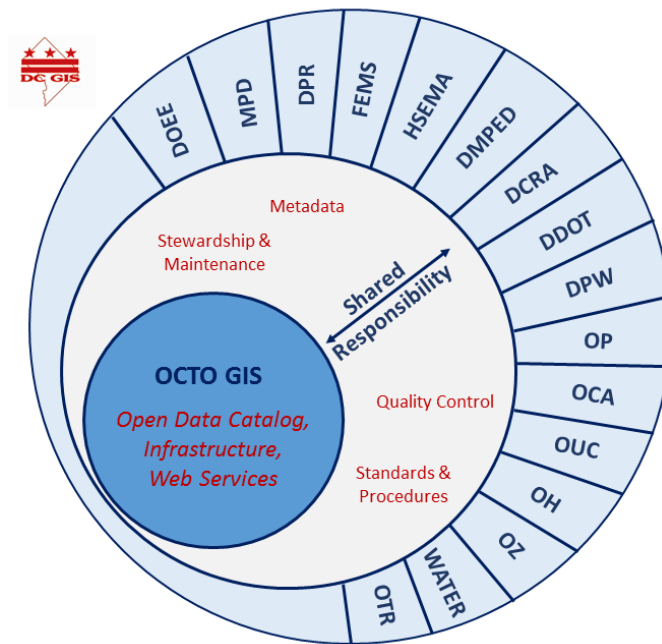 DC GIS
DOEE
MPD
DPR
FEMS
HSEMA
DMPED
DCRA
DDOT
DPW
OP
OCA
OUC
OH
OZ
WATER
OTR
Metadata
Stewardship &
Maintenance
Shared
Responsibility
OCTO GIS
Open Data Catalog,
Infrastructure,
Web Services
Quality Control
Standards &
Procedures